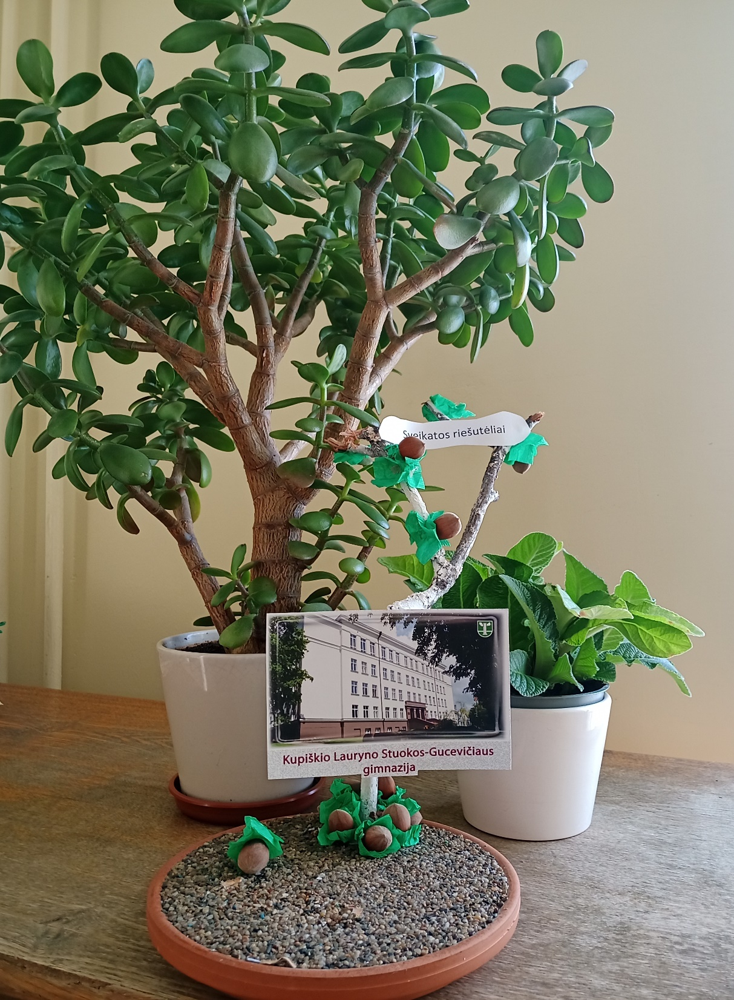 Sveikatos riešutėliai
Kupiškio Lauryno Stuokos-Gucevičiaus
gimnazija